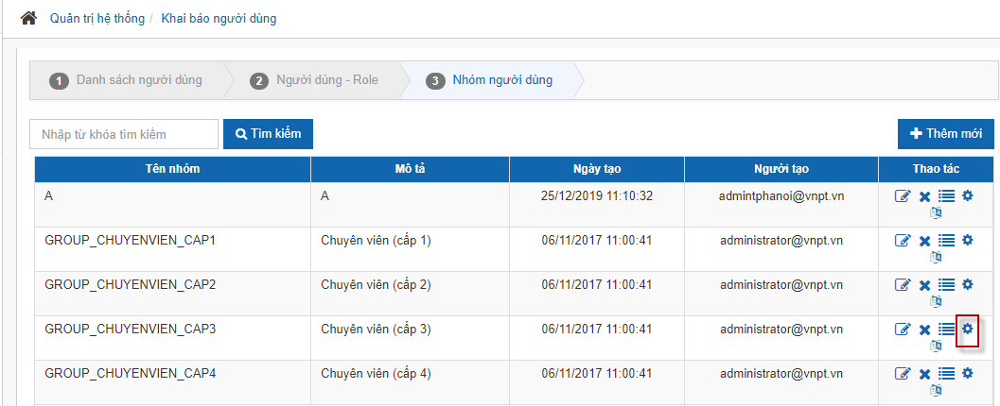 Quản trị hệ thống / Khai báo người dùng
1 Danh sách người dùng 2 Người dùng - Role 3 Nhóm người dùng
Nhập từ khóa tìm kiếm Tìm kiếm Thêm mới
Tên nhóm Mô tả Ngày tạo Người tạo Thao tác
A A 25/12/2019 11:10:32 admintphanoi@vnpt.vn
GROUP_CHUYENVIEN_CAP1 Chuyên viên (cấp 1) 06/11/2017 11:00:41 administrator@vnpt.vn
GROUP_CHUYENVIEN_CAP2 Chuyên viên (cấp 2) 06/11/2017 11:00:41 administrator@vnpt.vn
GROUP_CHUYENVIEN_CAP3 Chuyên viên (cấp 3) 06/11/2017 11:00:41 administrator@vnpt.vn
GROUP_CHUYENVIEN_CAP4 Chuyên viên (cấp 4) 06/11/2017 11:00:41 administrator@vnpt.vn